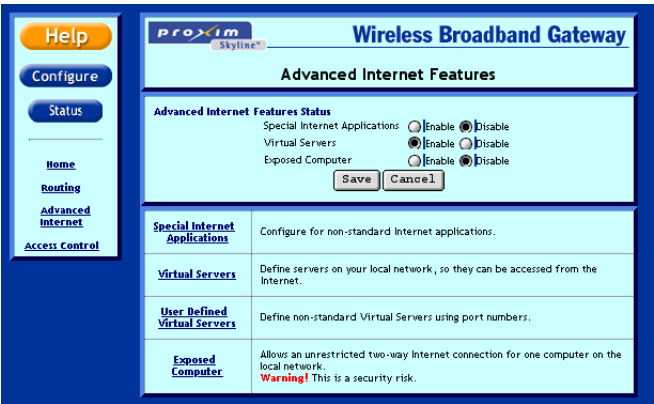 Help
Configure
Status
Home
Routing
Advanced
Internet
Access Control
proxim
Skyline™
Wireless Broadband Gateway
Advanced Internet Features
Advanced Internet Features Status
Special Internet Applications Enable Disable
Virtual Servers Enable Disable
Exposed Computer Enable Disable
Save Cancel
Special Internet
Applications
Configure for non-standard Internet applications.
Virtual Servers
Define servers on your local network, so they can be accessed from the
Internet.
User Defined
Virtual Servers
Define non-standard Virtual Servers using port numbers.
Exposed
Computer
Allows an unrestricted two-way Internet connection for one computer on the
local network.
Warning! This is a security risk.